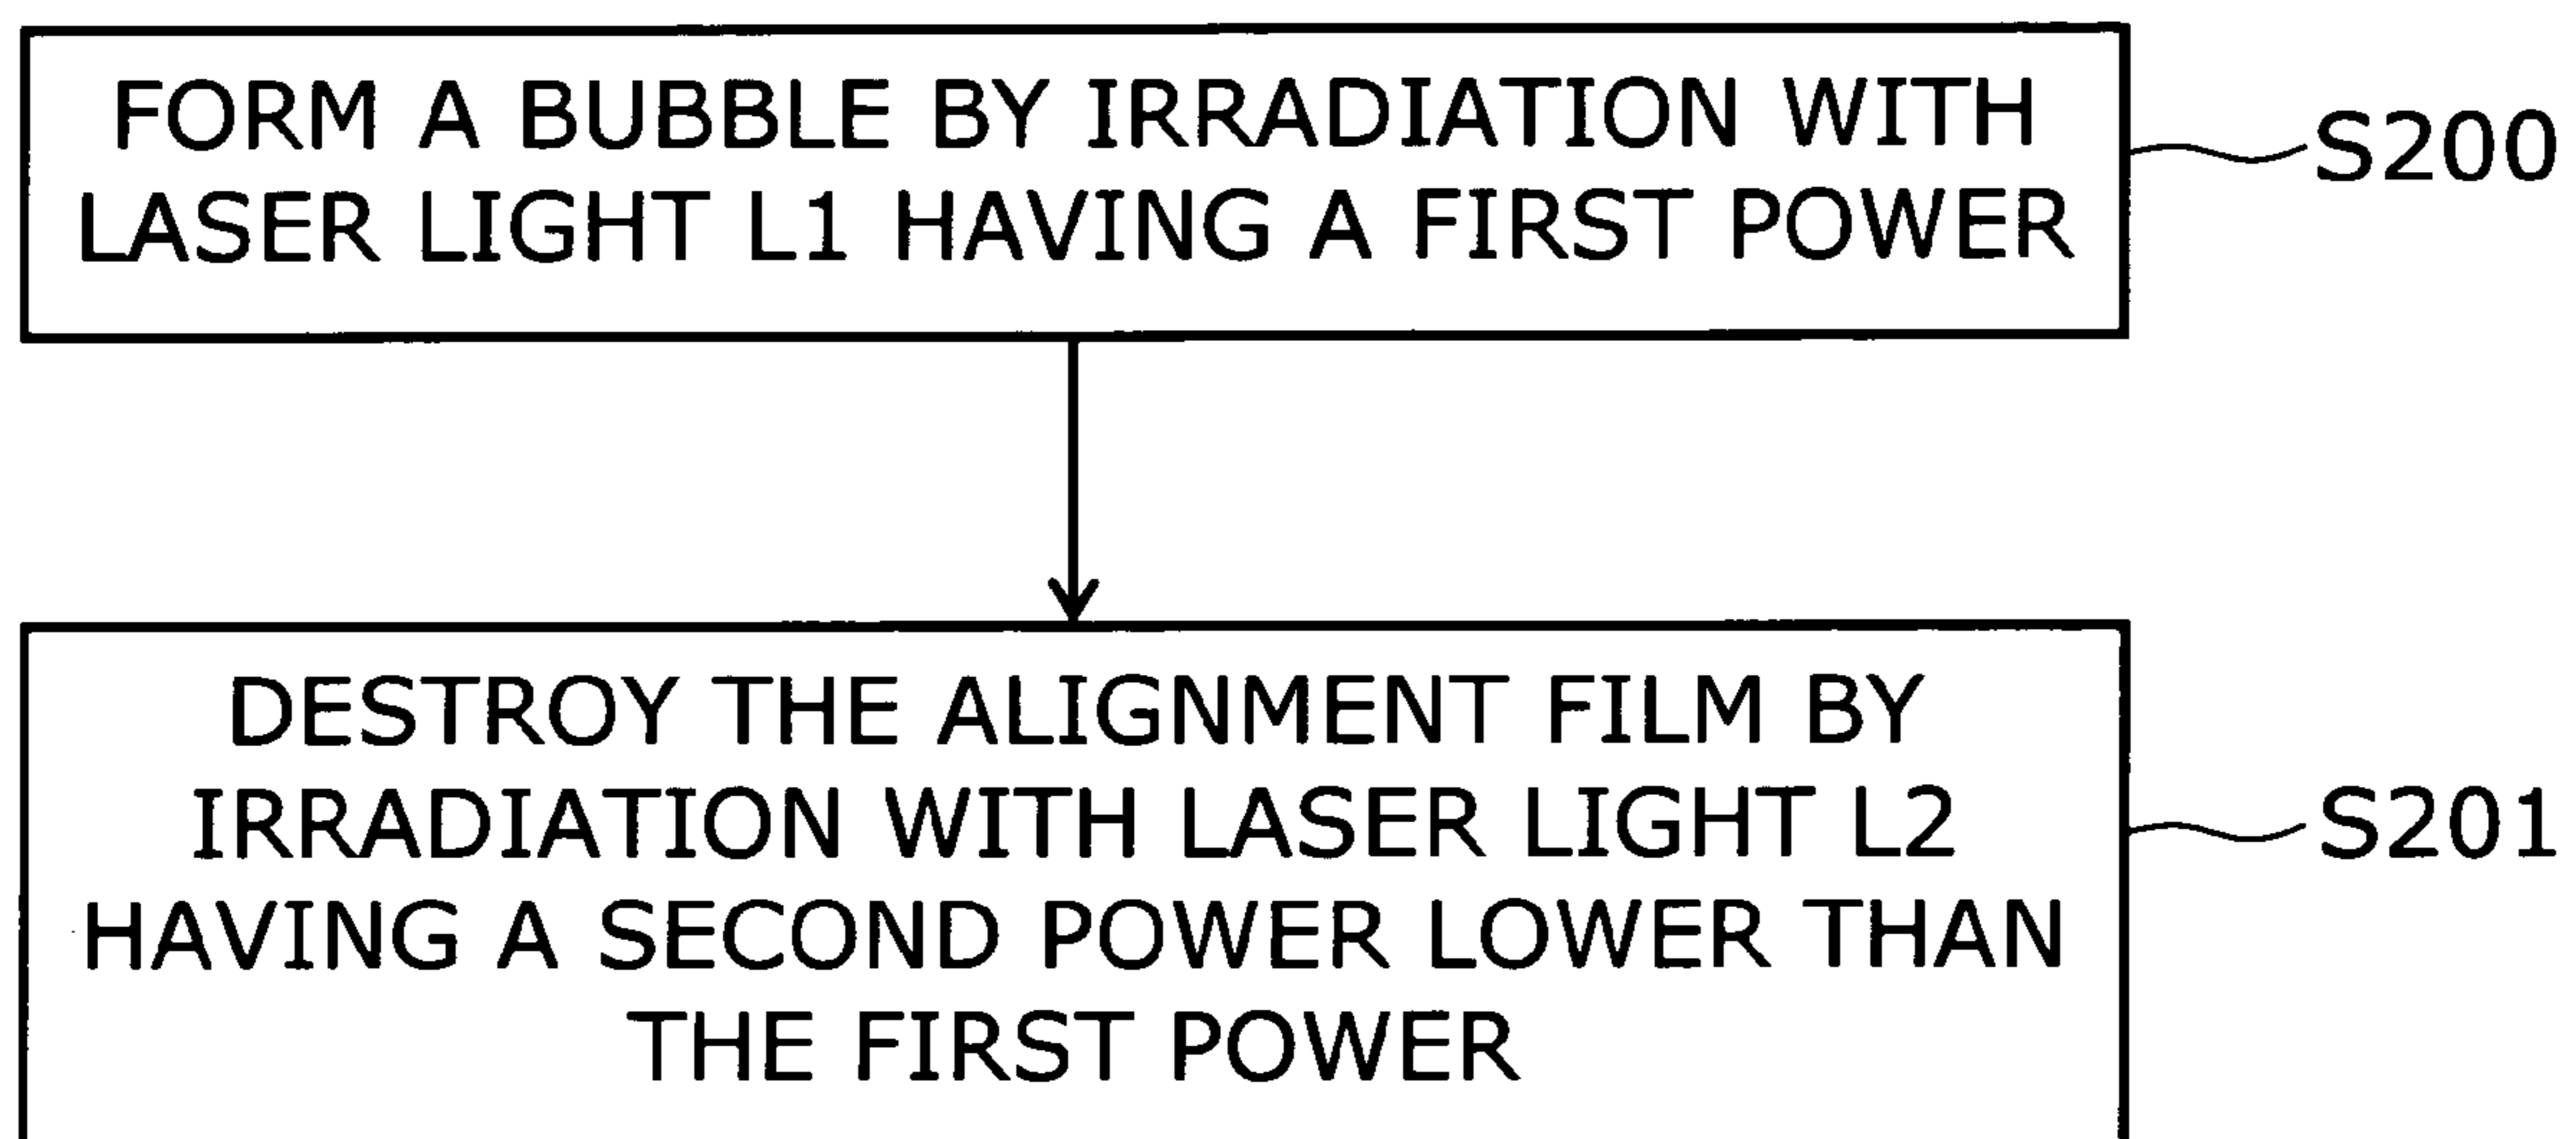 FORM A BUBBLE BY IRRADIATION WITH
LASER LIGHT L1 HAVING A FIRST POWER
S200
DESTROY THE ALIGNMENT FILM BY
IRRADIATION WITH LASER LIGHT L2
HAVING A SECOND POWER LOWER THAN
THE FIRST POWER
S201